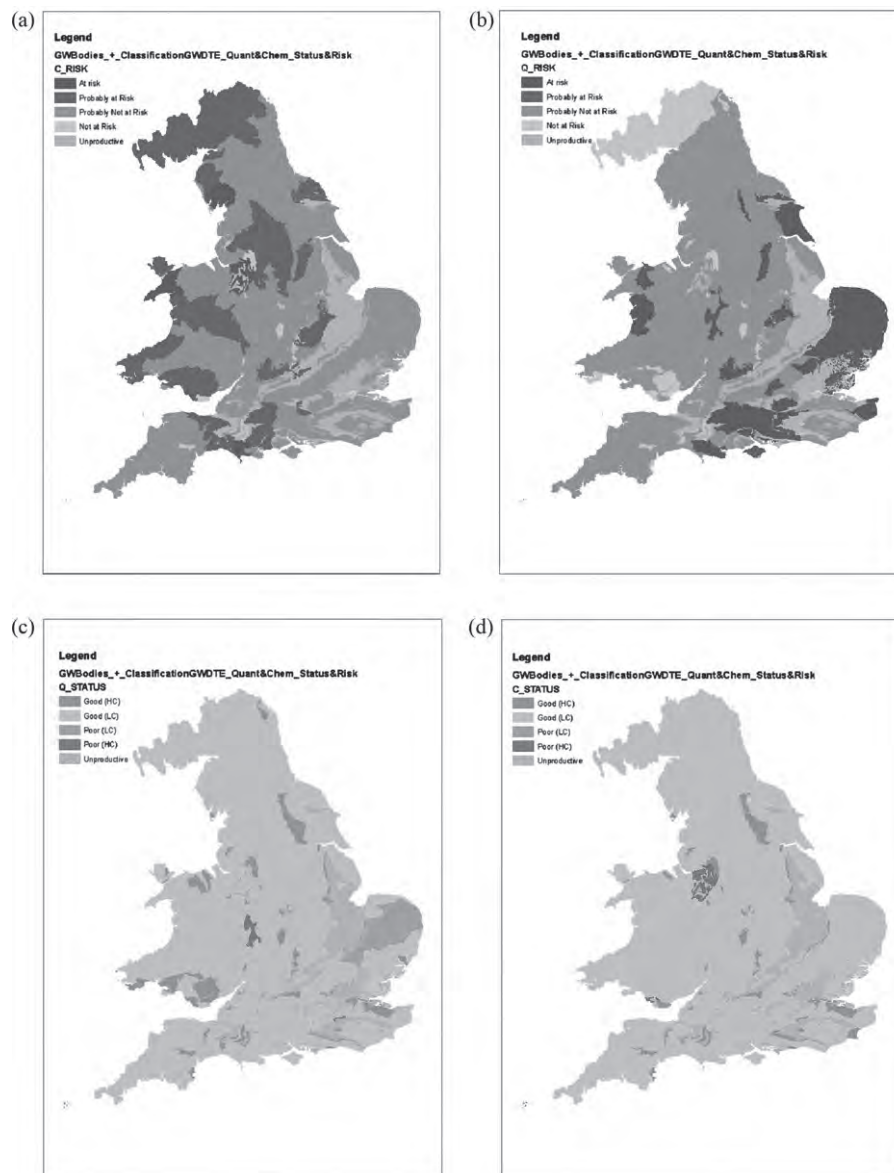 (a)
Legend
GWBodies_+_ClassificationGWDTE_Quant&Chem_Status&Risk
C_RISK
At risk
Probably at Risk
Probably Not at Risk
Not at Risk
Unproductive
(b)
Legend
GWBodies_+_ClassificationGWDTE_Quant&Chem_Status&Risk
Q_RISK
At risk
Probably at Risk
Probably Not at Risk
Not at Risk
Unproductive
(c)
Legend
GWBodies_+_ClassificationGWDTE_Quant&Chem_Status&Risk
Q_STATUS
Good (HC)
Good (LC)
Poor (LC)
Poor (HC)
Unproductive
(d)
Legend
GWBodies_+_ClassificationGWDTE_Quant&Chem_Status&Risk
C_STATUS
Good (HC)
Good (LC)
Poor (LC)
Poor (HC)
Unproductive